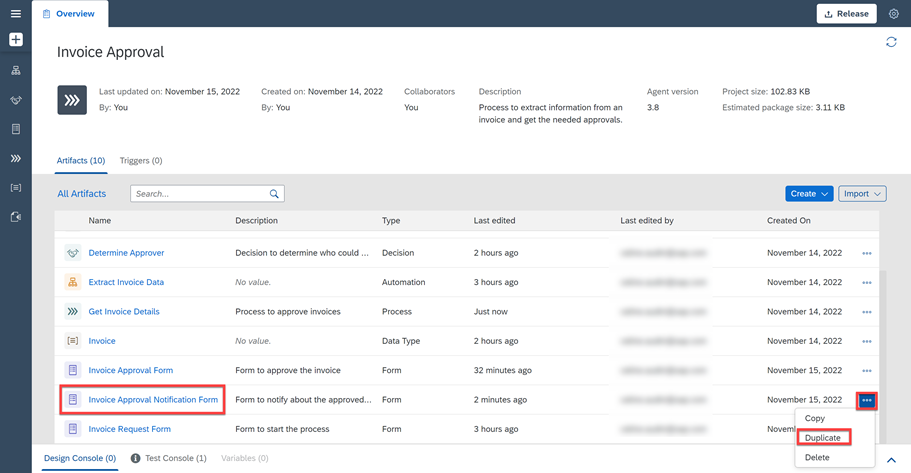 Overview
Release
Invoice Approval
Last updated on: November 15, 2022
By: You
Created on: November 14, 2022
By: You
Collaborators
You
Description
Process to extract information from an
invoice and get the needed approvals.
Agent version
3.8
Project size: 102.83 KB
Estimated package size: 3.11 KB
Artifacts (10)
Triggers (0)
All Artifacts
Search...
Create
Import
Name Description Type Last edited Last edited by Created On
Determine Approver Decision to determine who could ... Decision 2 hours ago November 14, 2022
Extract Invoice Data No value. Automation 3 hours ago November 14, 2022
Get Invoice Details Process to approve invoices Process Just now November 14, 2022
Invoice No value. Data Type 2 hours ago November 14, 2022
Invoice Approval Form Form to approve the invoice Form 32 minutes ago November 15, 2022
Invoice Approval Notification Form Form to notify about the approved... Form 2 minutes ago November 15, 2022
Invoice Request Form Form to start the process Form 3 hours ago
Copy
Duplicate
Delete
Design Console (0)
Test Console (1)
Variables (0)